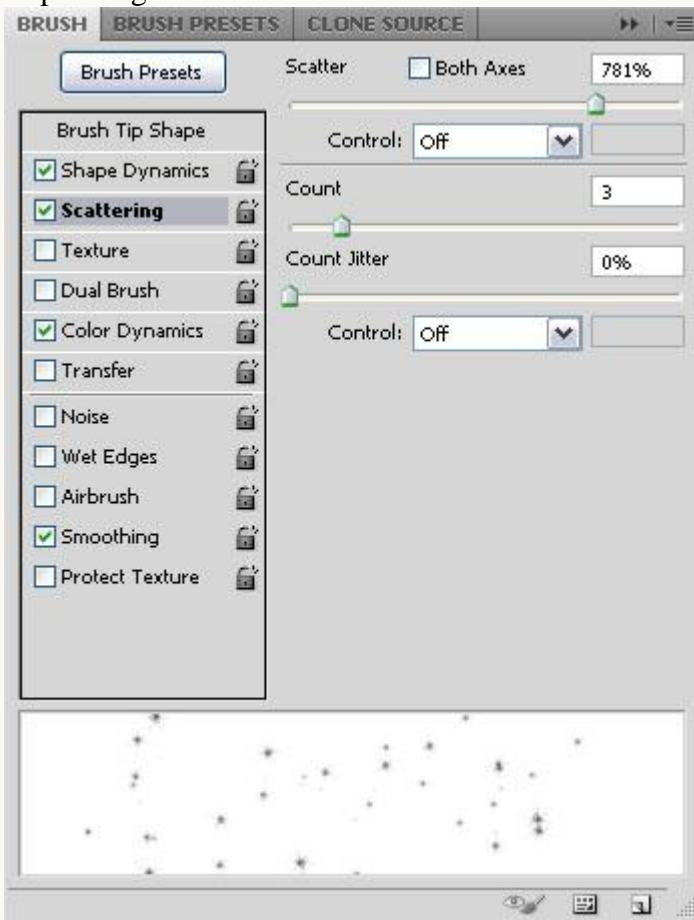 BRUSH BRUSH PRESETS CLONE SOURCE
Brush Presets
Brush Tip Shape
Shape Dynamics
Scattering
Texture
Dual Brush
Color Dynamics
Transfer
Noise
Wet Edges
Airbrush
Smoothing
Protect Texture
Scatter Both Axes 781%
Control: Off
Count 3
Count Jitter 0%
Control: Off